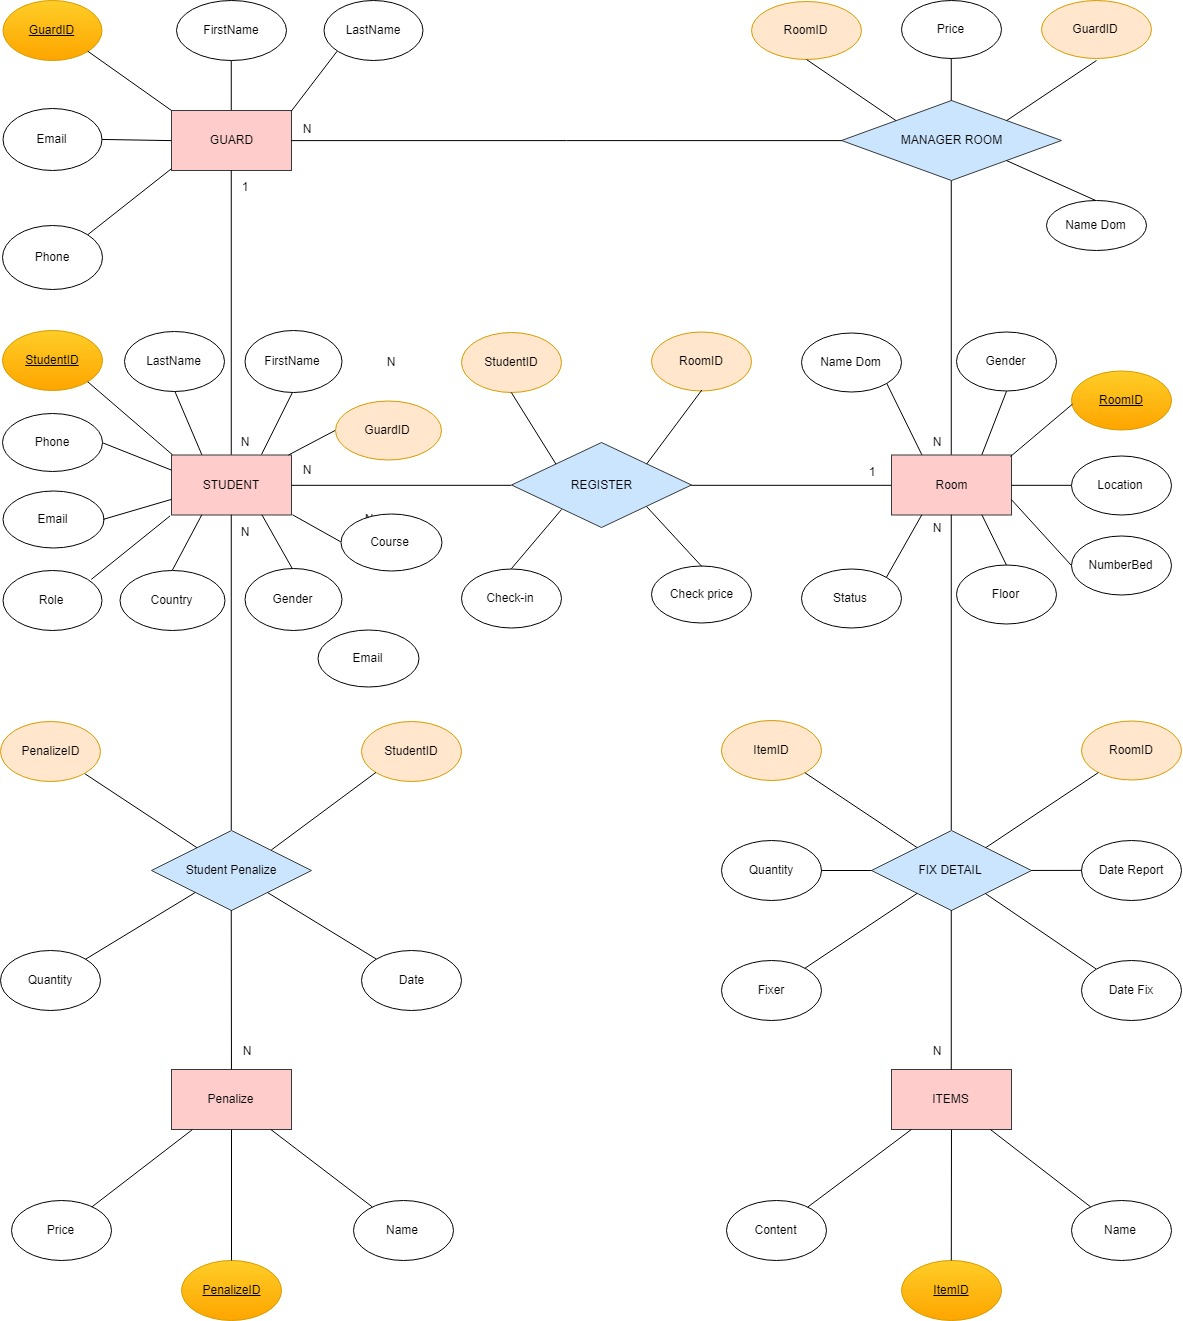 GuardID
FirstName
LastName
RoomID
Price
GuardID
Email
GUARD
N
MANAGER ROOM
1
Phone
Name Dom
StudentID
LastName
FirstName
N
StudentID
RoomID
Name Dom
Gender
RoomID
GuardID
Phone
N
N
STUDENT
N
REGISTER
1
Room
Location
Email
N
Course
N
NumberBed
Role
Country
Gender
Check-in
Check price
Status
Floor
Email
PenalizeID
StudentID
ItemID
RoomID
Student Penalize
Quantity
FIX DETAIL
Date Report
Quantity
Date
Fixer
Date Fix
N
N
Penalize
ITEMS
Price
Name
Content
Name
PenalizeID
ItemID